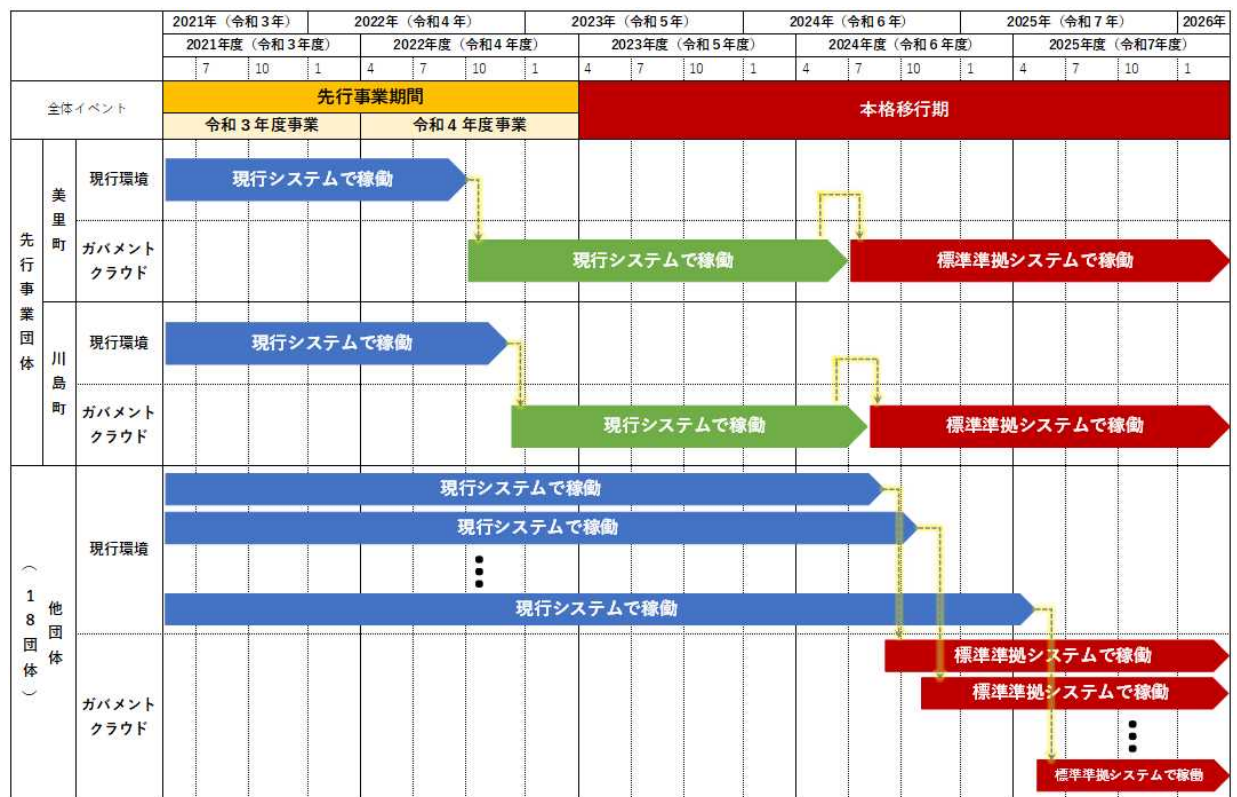 2021年（令和３年）
2022年（令和４年）
2023年（令和５年）
2024年（令和６年）
2025年（令和７年）
2026年
2021年度（令和３年度）
2022年度（令和４年度）
2023年度（令和５年度）
2024年度（令和６年度）
2025年度（令和7年度）
7 10 1 4 7 10 1 4 7 10 1 4 7 10 1 4 7 10 1
全体イベント
先行事業期間
本格移行期
令和３年度事業
令和４年度事業
先行事業団体
美里町
現行環境
現行システムで稼働
ガバメント
クラウド
現行システムで稼働
標準準拠システムで稼働
川島町
現行環境
現行システムで稼働
ガバメント
クラウド
現行システムで稼働
標準準拠システムで稼働
他団体
（18団体）
現行環境
現行システムで稼働
現行システムで稼働
現行システムで稼働
ガバメント
クラウド
標準準拠システムで稼働
標準準拠システムで稼働
標準準拠システムで稼働